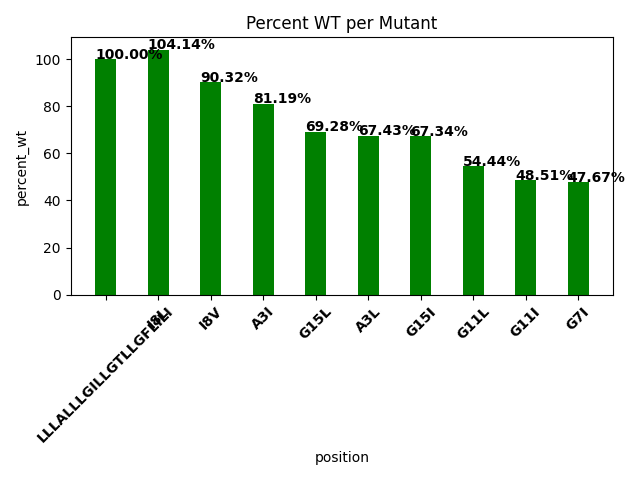 Percent WT per Mutant
100.00%
104.14%
90.32%
81.19%
69.28%
67.43%
67.34%
54.44%
48.51%
47.67%
percent_wt
100
80
60
40
20
0
I8L
I8V
A3I
G15L
A3L
G15I
G11L
G11I
G7I
position